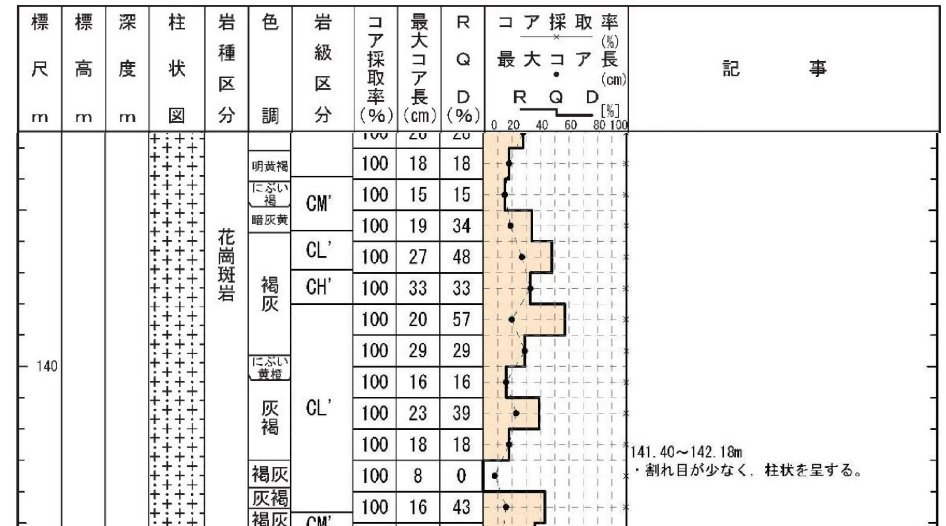 標尺m 標高m 深度m 柱状図 岩種区分 色調 岩級区分 コア採取率(%) 最大コア長(cm) RQD(%) コア採取率(%) 最大コア長(cm) RQD[%] 記事
0 20 40 60 80 100
明黄褐 100 18 18
にぶい褐 CM' 100 15 15
暗灰黄 100 19 34
花崗斑岩
CL' 100 27 48
褐灰 CH' 100 33 33
100 20 57
100 29 29
140
にぶい黄橙 100 16 16
灰褐 CL' 100 23 39
100 18 18
141.40~142.18m
・割れ目が少なく、柱状を呈する。
褐灰 100 8 0
灰褐 100 16 43
褐灰 CM'